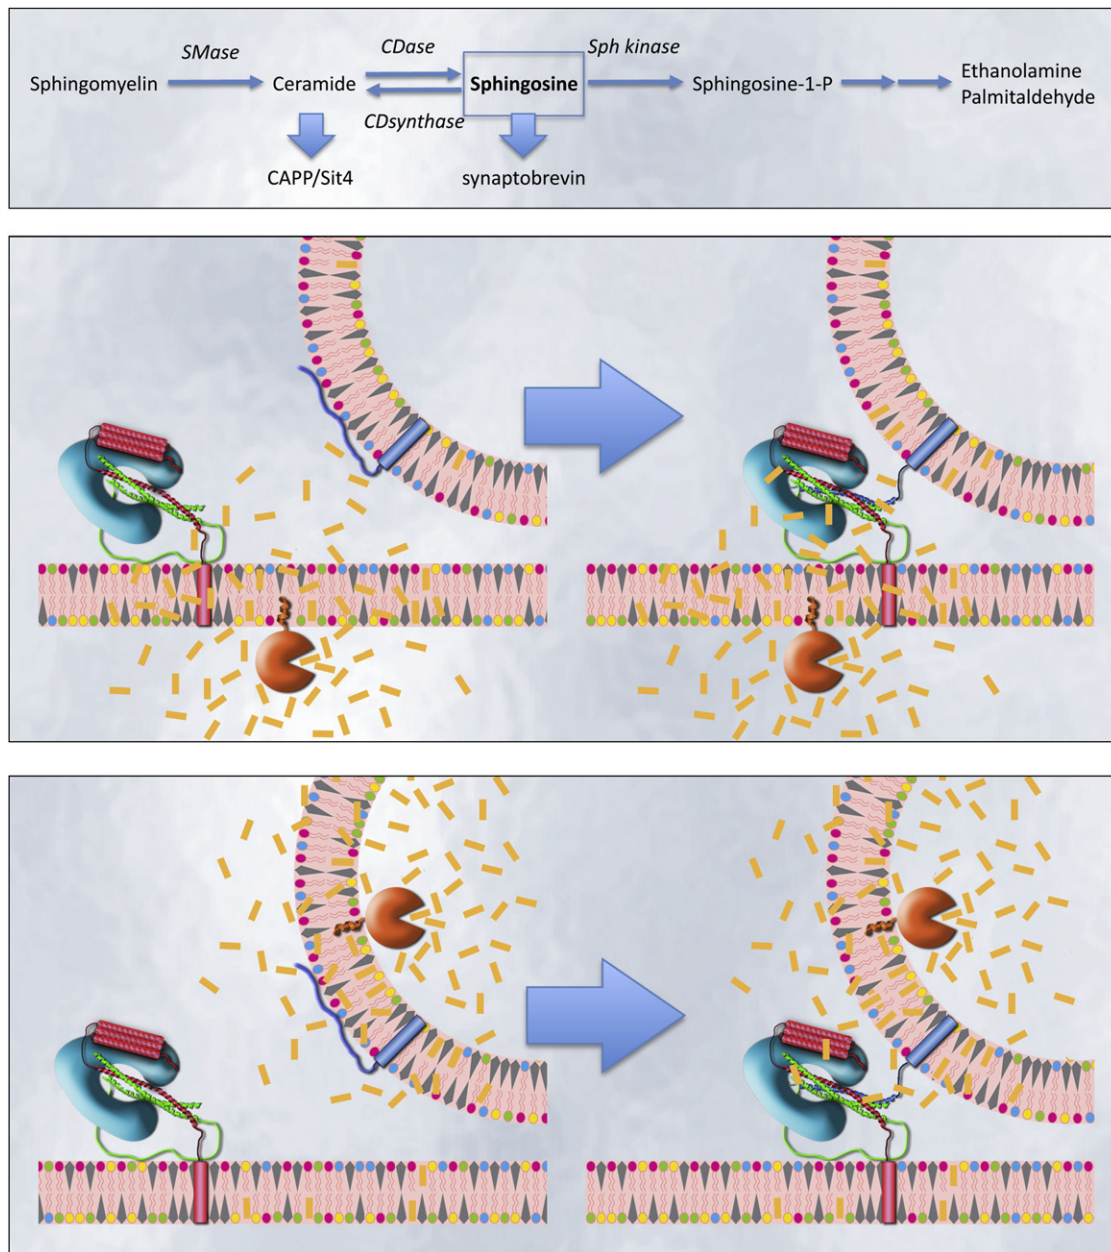 SMase
CDase
Sph kinase
Sphingomyelin
Ceramide
Sphingosine
Sphingosine-1-P
Ethanolamine
Palmitaldehyde
CDsynthase
CAPP/Sit4
synaptobrevin